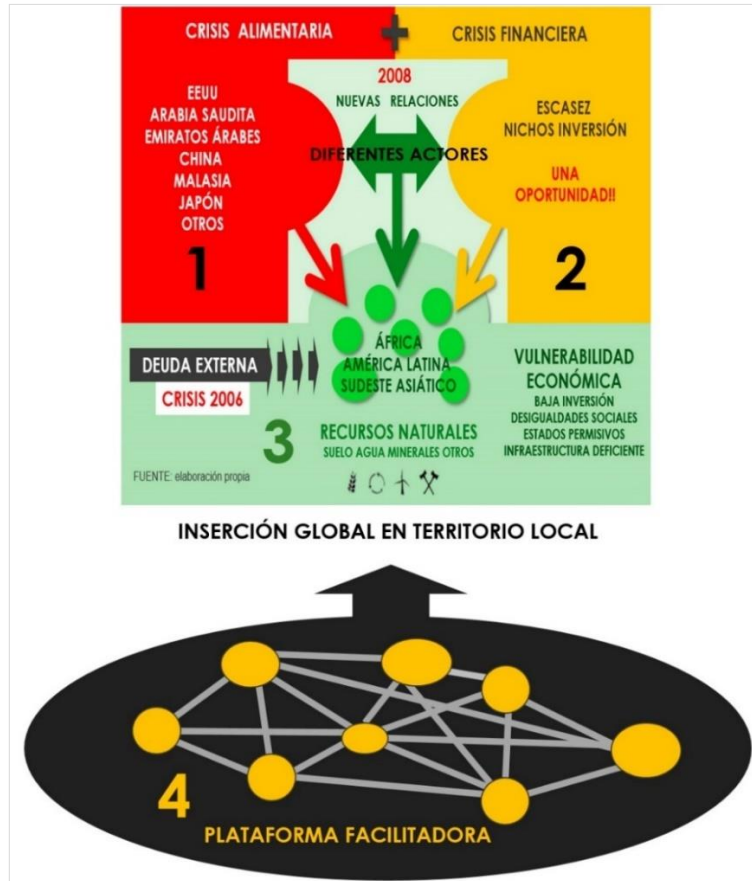 CRISIS ALIMENTARIA
+
CRISIS FINANCIERA
EEUU
ARABIA SAUDITA
EMIRATOS ÁRABES
CHINA
MALASIA
JAPÓN
OTROS
1
2008
NUEVAS RELACIONES
DIFERENTES ACTORES
ESCASEZ
NICHOS INVERSIÓN
UNA
OPORTUNIDAD!!
2
DEUDA EXTERNA
CRISIS 2006
3
ÁFRICA
AMÉRICA LATINA
SUDESTE ASIÁTICO
RECURSOS NATURALES
SUELO AGUA MINERALES OTROS
VULNERABILIDAD
ECONÓMICA
BAJA INVERSIÓN
DESIGUALDADES SOCIALES
ESTADOS PERMISIVOS
INFRAESTRUCTURA DEFICIENTE
FUENTE: elaboración propia
INSERCIÓN GLOBAL EN TERRITORIO LOCAL
4
PLATAFORMA FACILITADORA